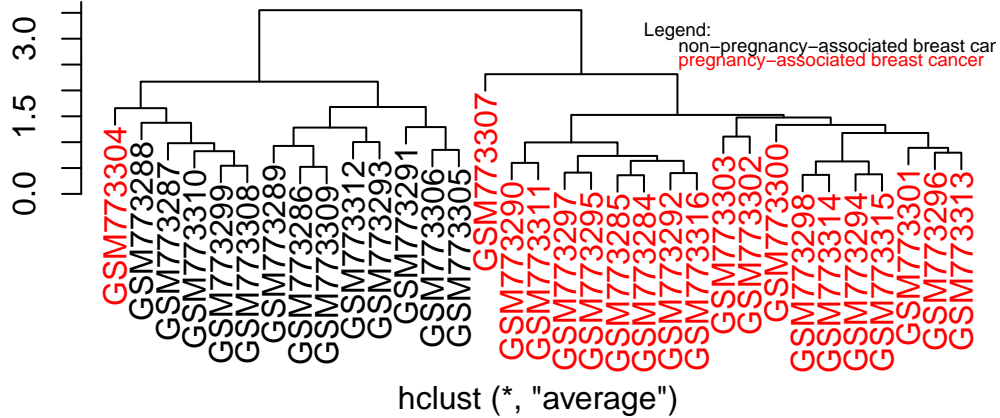 3.0
1.5
0.0
Legend:
non−pregnancy−associated breast car
pregnancy−associated breast cancer
GSM773304
GSM773288
GSM773287
GSM773310
GSM773299
GSM773308
GSM773289
GSM773286
GSM773309
GSM773312
GSM773293
GSM773291
GSM773306
GSM773305
GSM773307
GSM773290
GSM773311
GSM773297
GSM773295
GSM773285
GSM773284
GSM773292
GSM773316
GSM773303
GSM773302
GSM773300
GSM773298
GSM773314
GSM773294
GSM773315
GSM773301
GSM773296
GSM773313
hclust (*, "average")